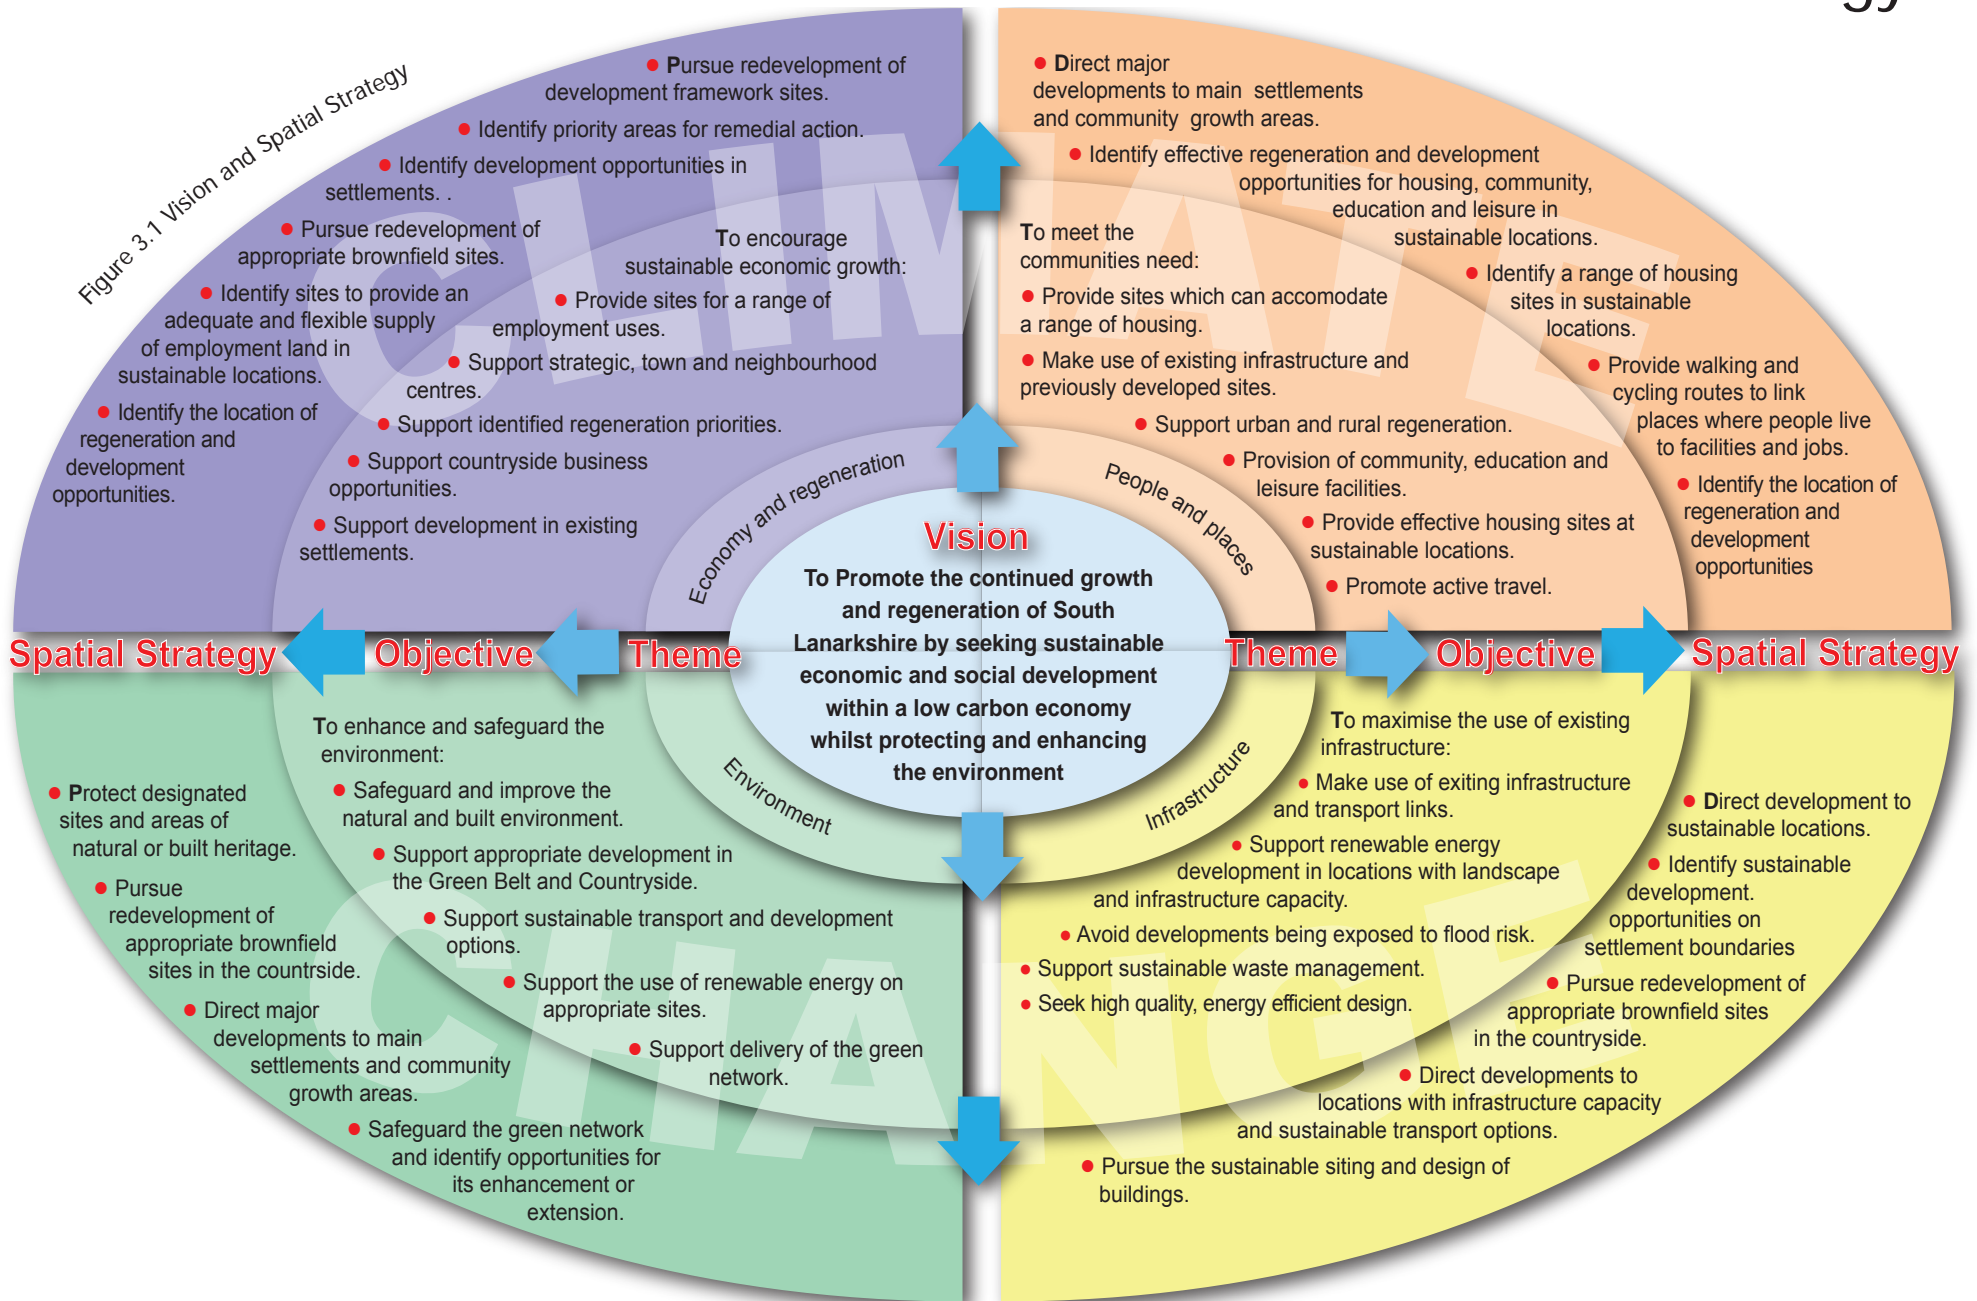 gy
Figure 3.1 Vision and Spatial Strategy
CLIMATE
CHANGE
• Pursue redevelopment of
development framework sites.
• Identify priority areas for remedial action.
• Identify development opportunities in
settlements. .
• Pursue redevelopment of
appropriate brownfield sites.
• Identify sites to provide an
adequate and flexible supply
of employment land in
sustainable locations.
• Identify the location of
regeneration and
development
opportunities.
To encourage
sustainable economic growth:
• Provide sites for a range of
employment uses.
• Support strategic, town and neighbourhood
centres.
• Support identified regeneration priorities.
• Support countryside business
opportunities.
• Support development in existing
settlements.
Economy and regeneration
• Direct major
developments to main settlements
and community growth areas.
• Identify effective regeneration and development
opportunities for housing, community,
education and leisure in
sustainable locations.
• Identify a range of housing
sites in sustainable
locations.
• Provide walking and
cycling routes to link
places where people live
to facilities and jobs.
• Identify the location of
regeneration and
development
opportunities
To meet the
communities need:
• Provide sites which can accomodate
a range of housing.
• Make use of existing infrastructure and
previously developed sites.
• Support urban and rural regeneration.
• Provision of community, education and
leisure facilities.
• Provide effective housing sites at
sustainable locations.
• Promote active travel.
People and places
Vision
To Promote the continued growth
and regeneration of South
Lanarkshire by seeking sustainable
economic and social development
within a low carbon economy
whilst protecting and enhancing
the environment
Spatial Strategy Objective Theme Theme Objective Spatial Strategy
Environment
To enhance and safeguard the
environment:
• Safeguard and improve the
natural and built environment.
• Support appropriate development in
the Green Belt and Countryside.
• Support sustainable transport and development
options.
• Support the use of renewable energy on
appropriate sites.
• Support delivery of the green
network.
• Protect designated
sites and areas of
natural or built heritage.
• Pursue
redevelopment of
appropriate brownfield
sites in the countrside.
• Direct major
developments to main
settlements and community
growth areas.
• Safeguard the green network
and identify opportunities for
its enhancement or
extension.
Infrastructure
To maximise the use of existing
infrastructure:
• Make use of exiting infrastructure
and transport links.
• Support renewable energy
development in locations with landscape
and infrastructure capacity.
• Avoid developments being exposed to flood risk.
• Support sustainable waste management.
• Seek high quality, energy efficient design.
• Direct development to
sustainable locations.
• Identify sustainable
development.
opportunities on
settlement boundaries
• Pursue redevelopment of
appropriate brownfield sites
in the countryside.
• Direct developments to
locations with infrastructure capacity
and sustainable transport options.
• Pursue the sustainable siting and design of
buildings.